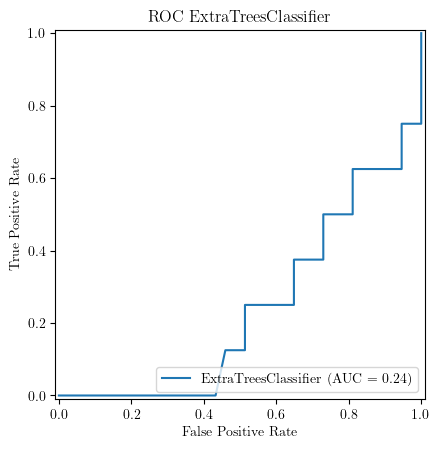 ROC ExtraTreesClassifier
1.0
0.8
0.6
0.4
0.2
0.0
True Positive Rate
ExtraTreesClassifier (AUC = 0.24)
0.0 0.2 0.4 0.6 0.8 1.0
False Positive Rate